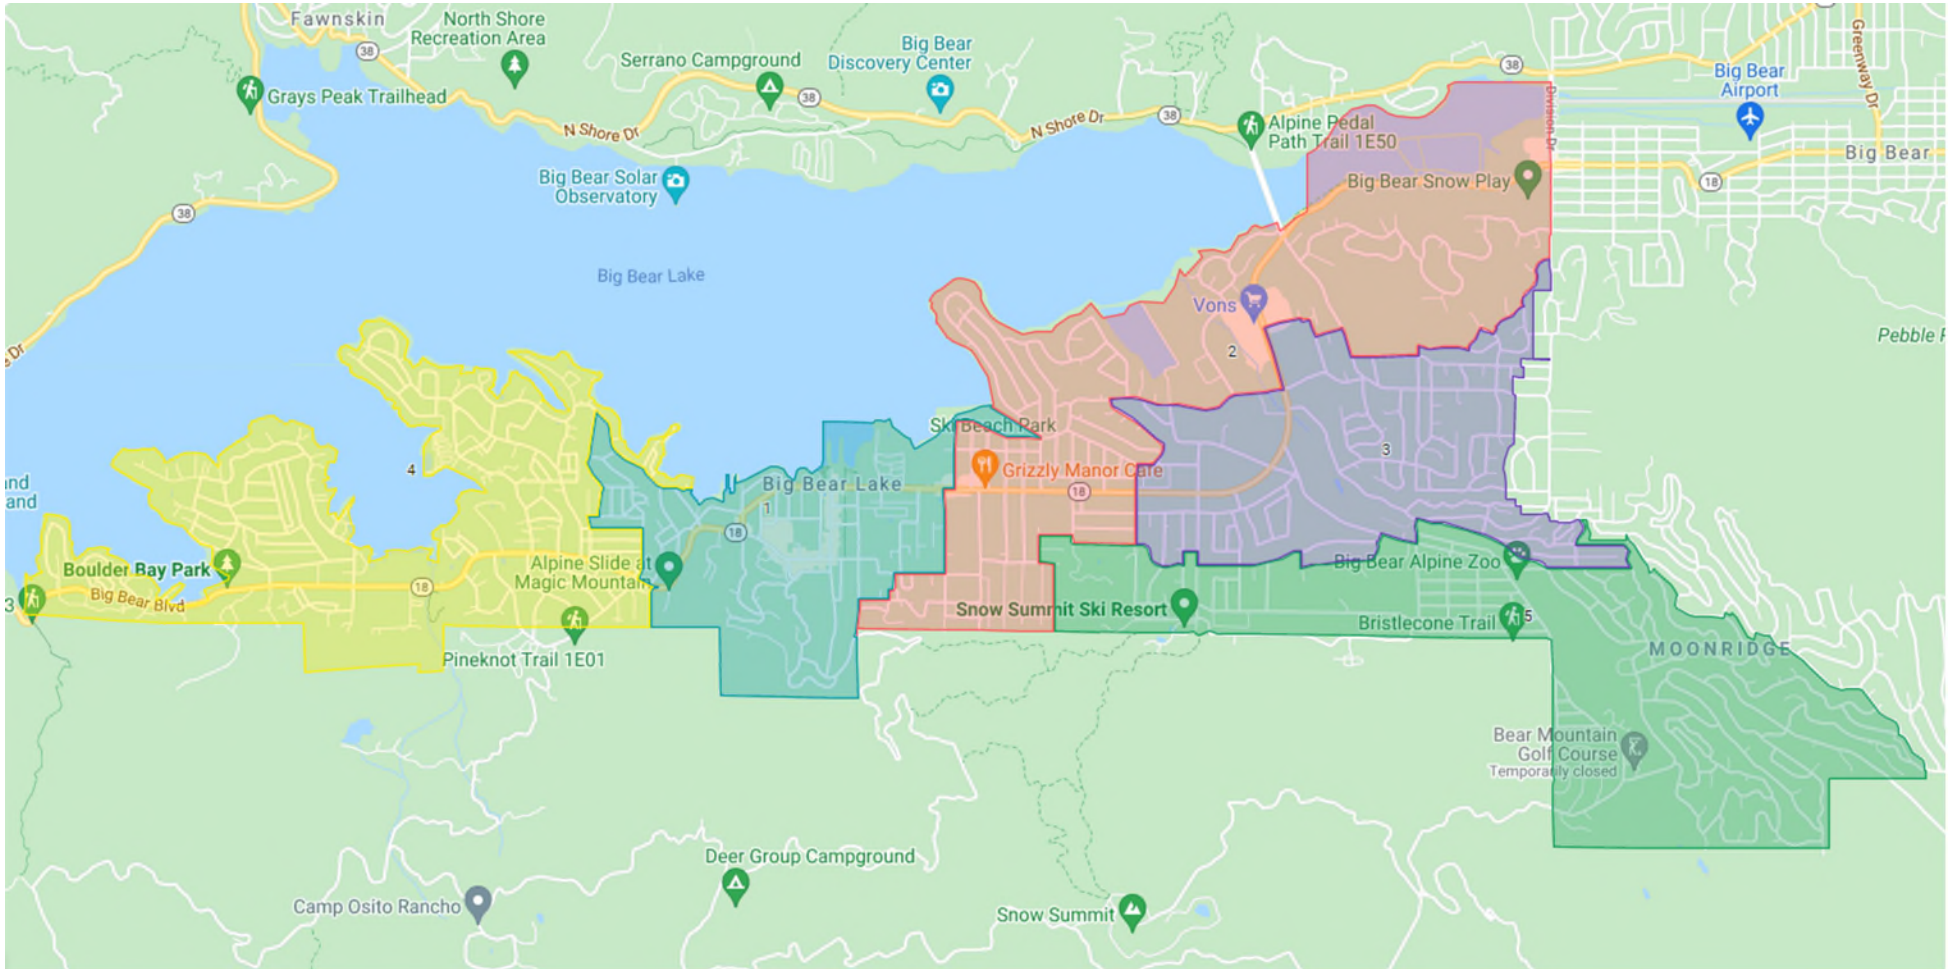 Fawnskin
North Shore
Recreation Area
38
Grays Peak Trailhead
Serrano Campground
38
Big Bear
Discovery Center
N Shore Dr
N Shore Dr
38
38
Alpine Pedal
Path Trail 1E50
Big Bear
Airport
Greenway Dr
Division Dr
Big Bear
18
Big Bear Snow Play
Big Bear Solar
Observatory
38
Big Bear Lake
Vons
2
Pebble
e Dr
Ski Beach Park
Grizzly Manor Cafe
18
3
4
and
and
Big Bear Lake
1
18
Alpine Slide at
Magic Mountain
Boulder Bay Park
Big Bear Blvd
18
3
Big Bear Alpine Zoo
Snow Summit Ski Resort
Bristlecone Trail
5
MOONRIDGE
Pineknot Trail 1E01
Bear Mountain
Golf Course
Temporarily closed
Deer Group Campground
Camp Osito Rancho
Snow Summit